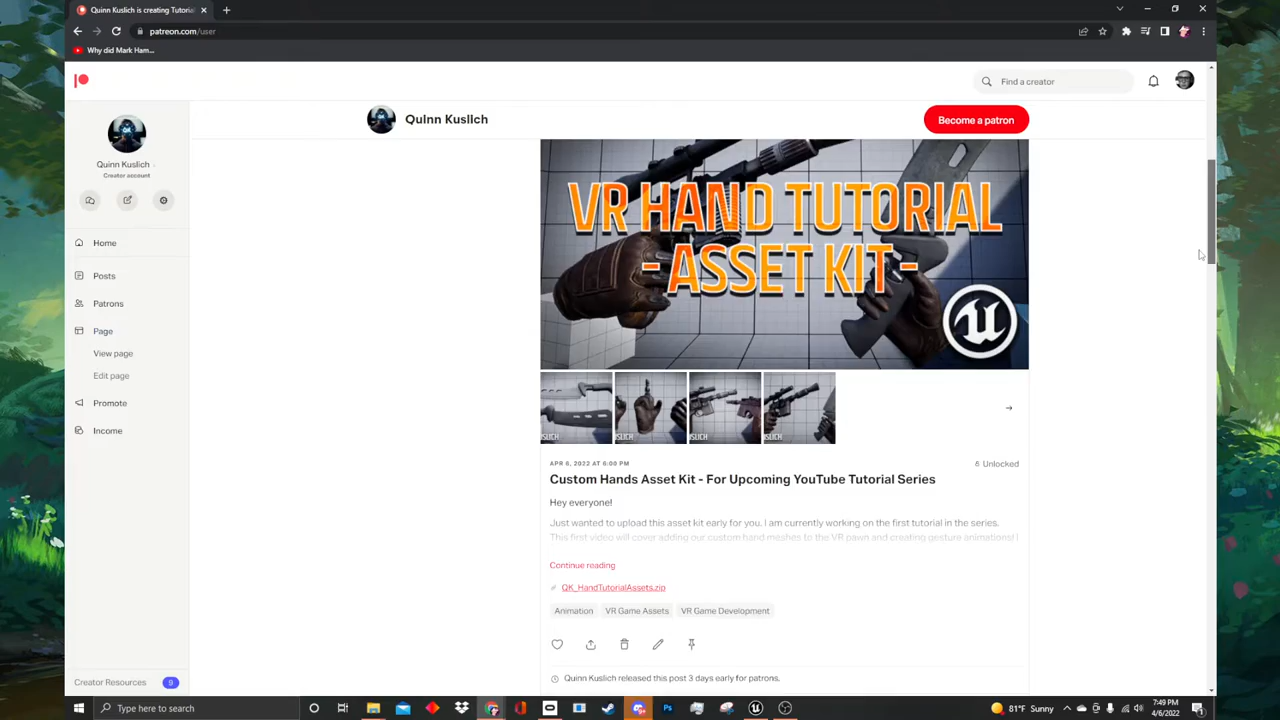 Quinn Kuslich is creating Tutorial
patreon.com/user
Why did Mark Ham...
Find a creator
Quinn Kuslich
Become a patron
Quinn Kuslich
Creator account
Home
Posts
Patrons
Page
View page
Edit page
Promote
Income
VR HAND TUTORIAL
- ASSET KIT -
APR 6, 2022 AT 6:00 PM
Unlocked
Custom Hands Asset Kit - For Upcoming YouTube Tutorial Series
Hey everyone!
Just wanted to upload this asset kit early for you. I am currently working on the first tutorial in the series.
This first video will cover adding our custom hand meshes to the VR pawn and creating gesture animations! I
Continue reading
QK_HandTutorialAssets.zip
Animation
VR Game Assets
VR Game Development
Quinn Kuslich released this post 3 days early for patrons.
Creator Resources
9
Type here to search
81°F Sunny
7:49 PM
4/6/2022